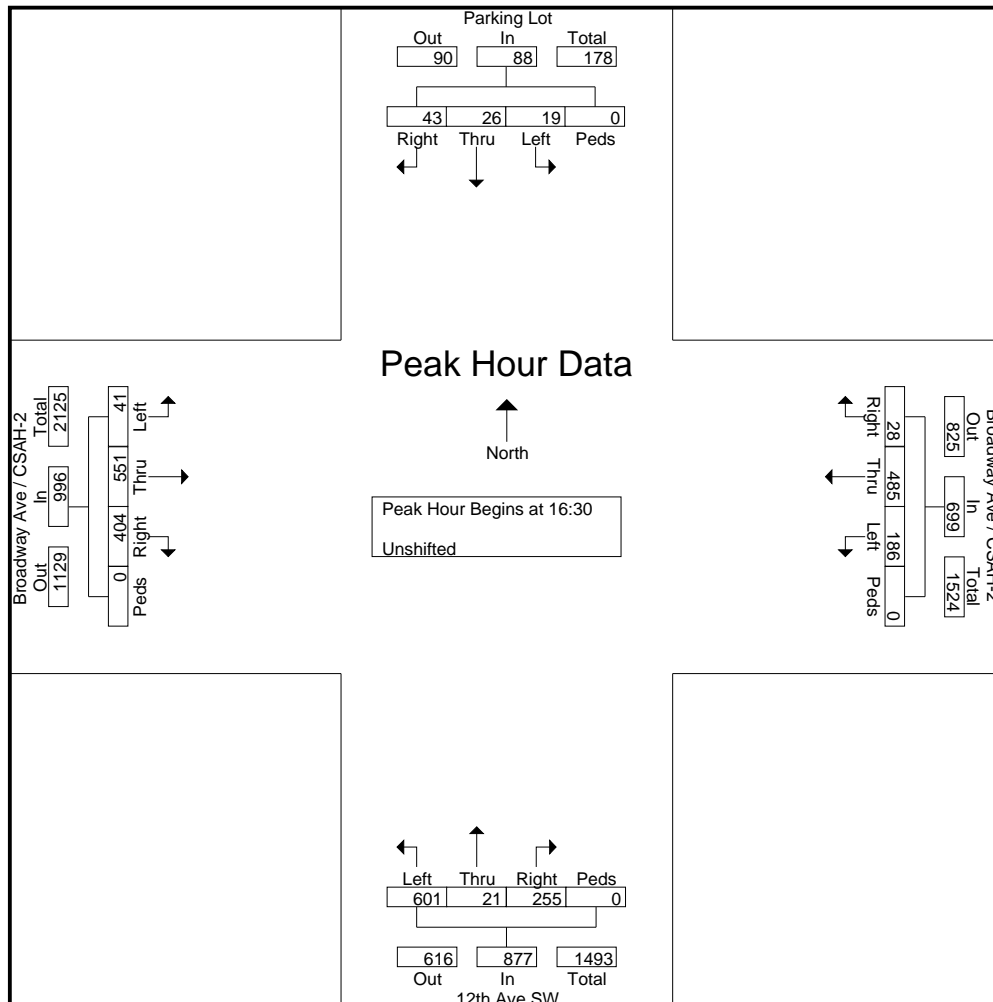 Parking Lot
Out In Total
90 88 178
43 26 19 0
Right Thru Left Peds
Peak Hour Data
North
Peak Hour Begins at 16:30
Unshifted
Broadway Ave / CSAH-2
Out In Total
1129 996 2125
41 551 404 0
Left Thru Right Peds
Broadway Ave / CSAH-2
Out In Total
825 699 1524
28 485 186 0
Right Thru Left Peds
Left Thru Right Peds
601 21 255 0
616 877 1493
Out In Total
12th Ave SW